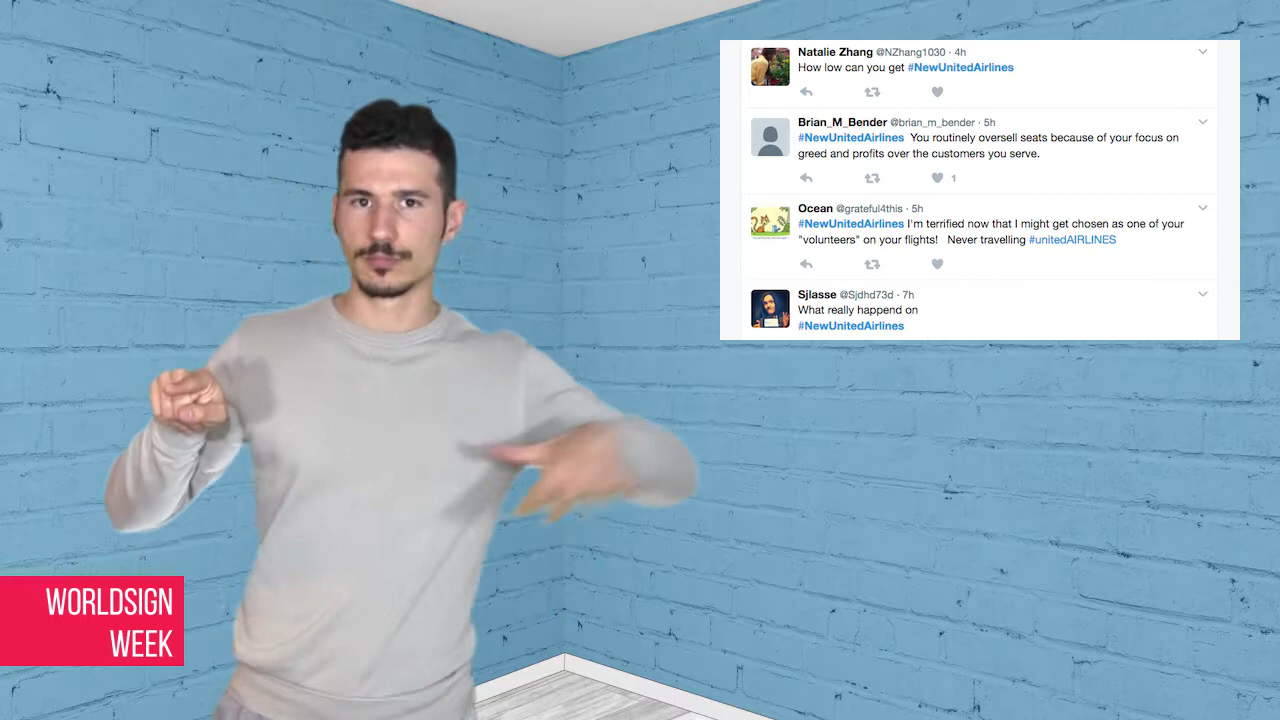 Natalie Zhang @NZhang1030 · 4h
How low can you get #NewUnitedAirlines
Brian_M_Bender @brian_m_bender · 5h
#NewUnitedAirlines You routinely oversell seats because of your focus on
greed and profits over the customers you serve.
1
Ocean @grateful4this · 5h
#NewUnitedAirlines I'm terrified now that I might get chosen as one of your
"volunteers" on your flights! Never travelling #unitedAIRLINES
Sjlasse @Sjdhd73d · 7h
What really happend on
#NewUnitedAirlines
WORLDSIGN
WEEK